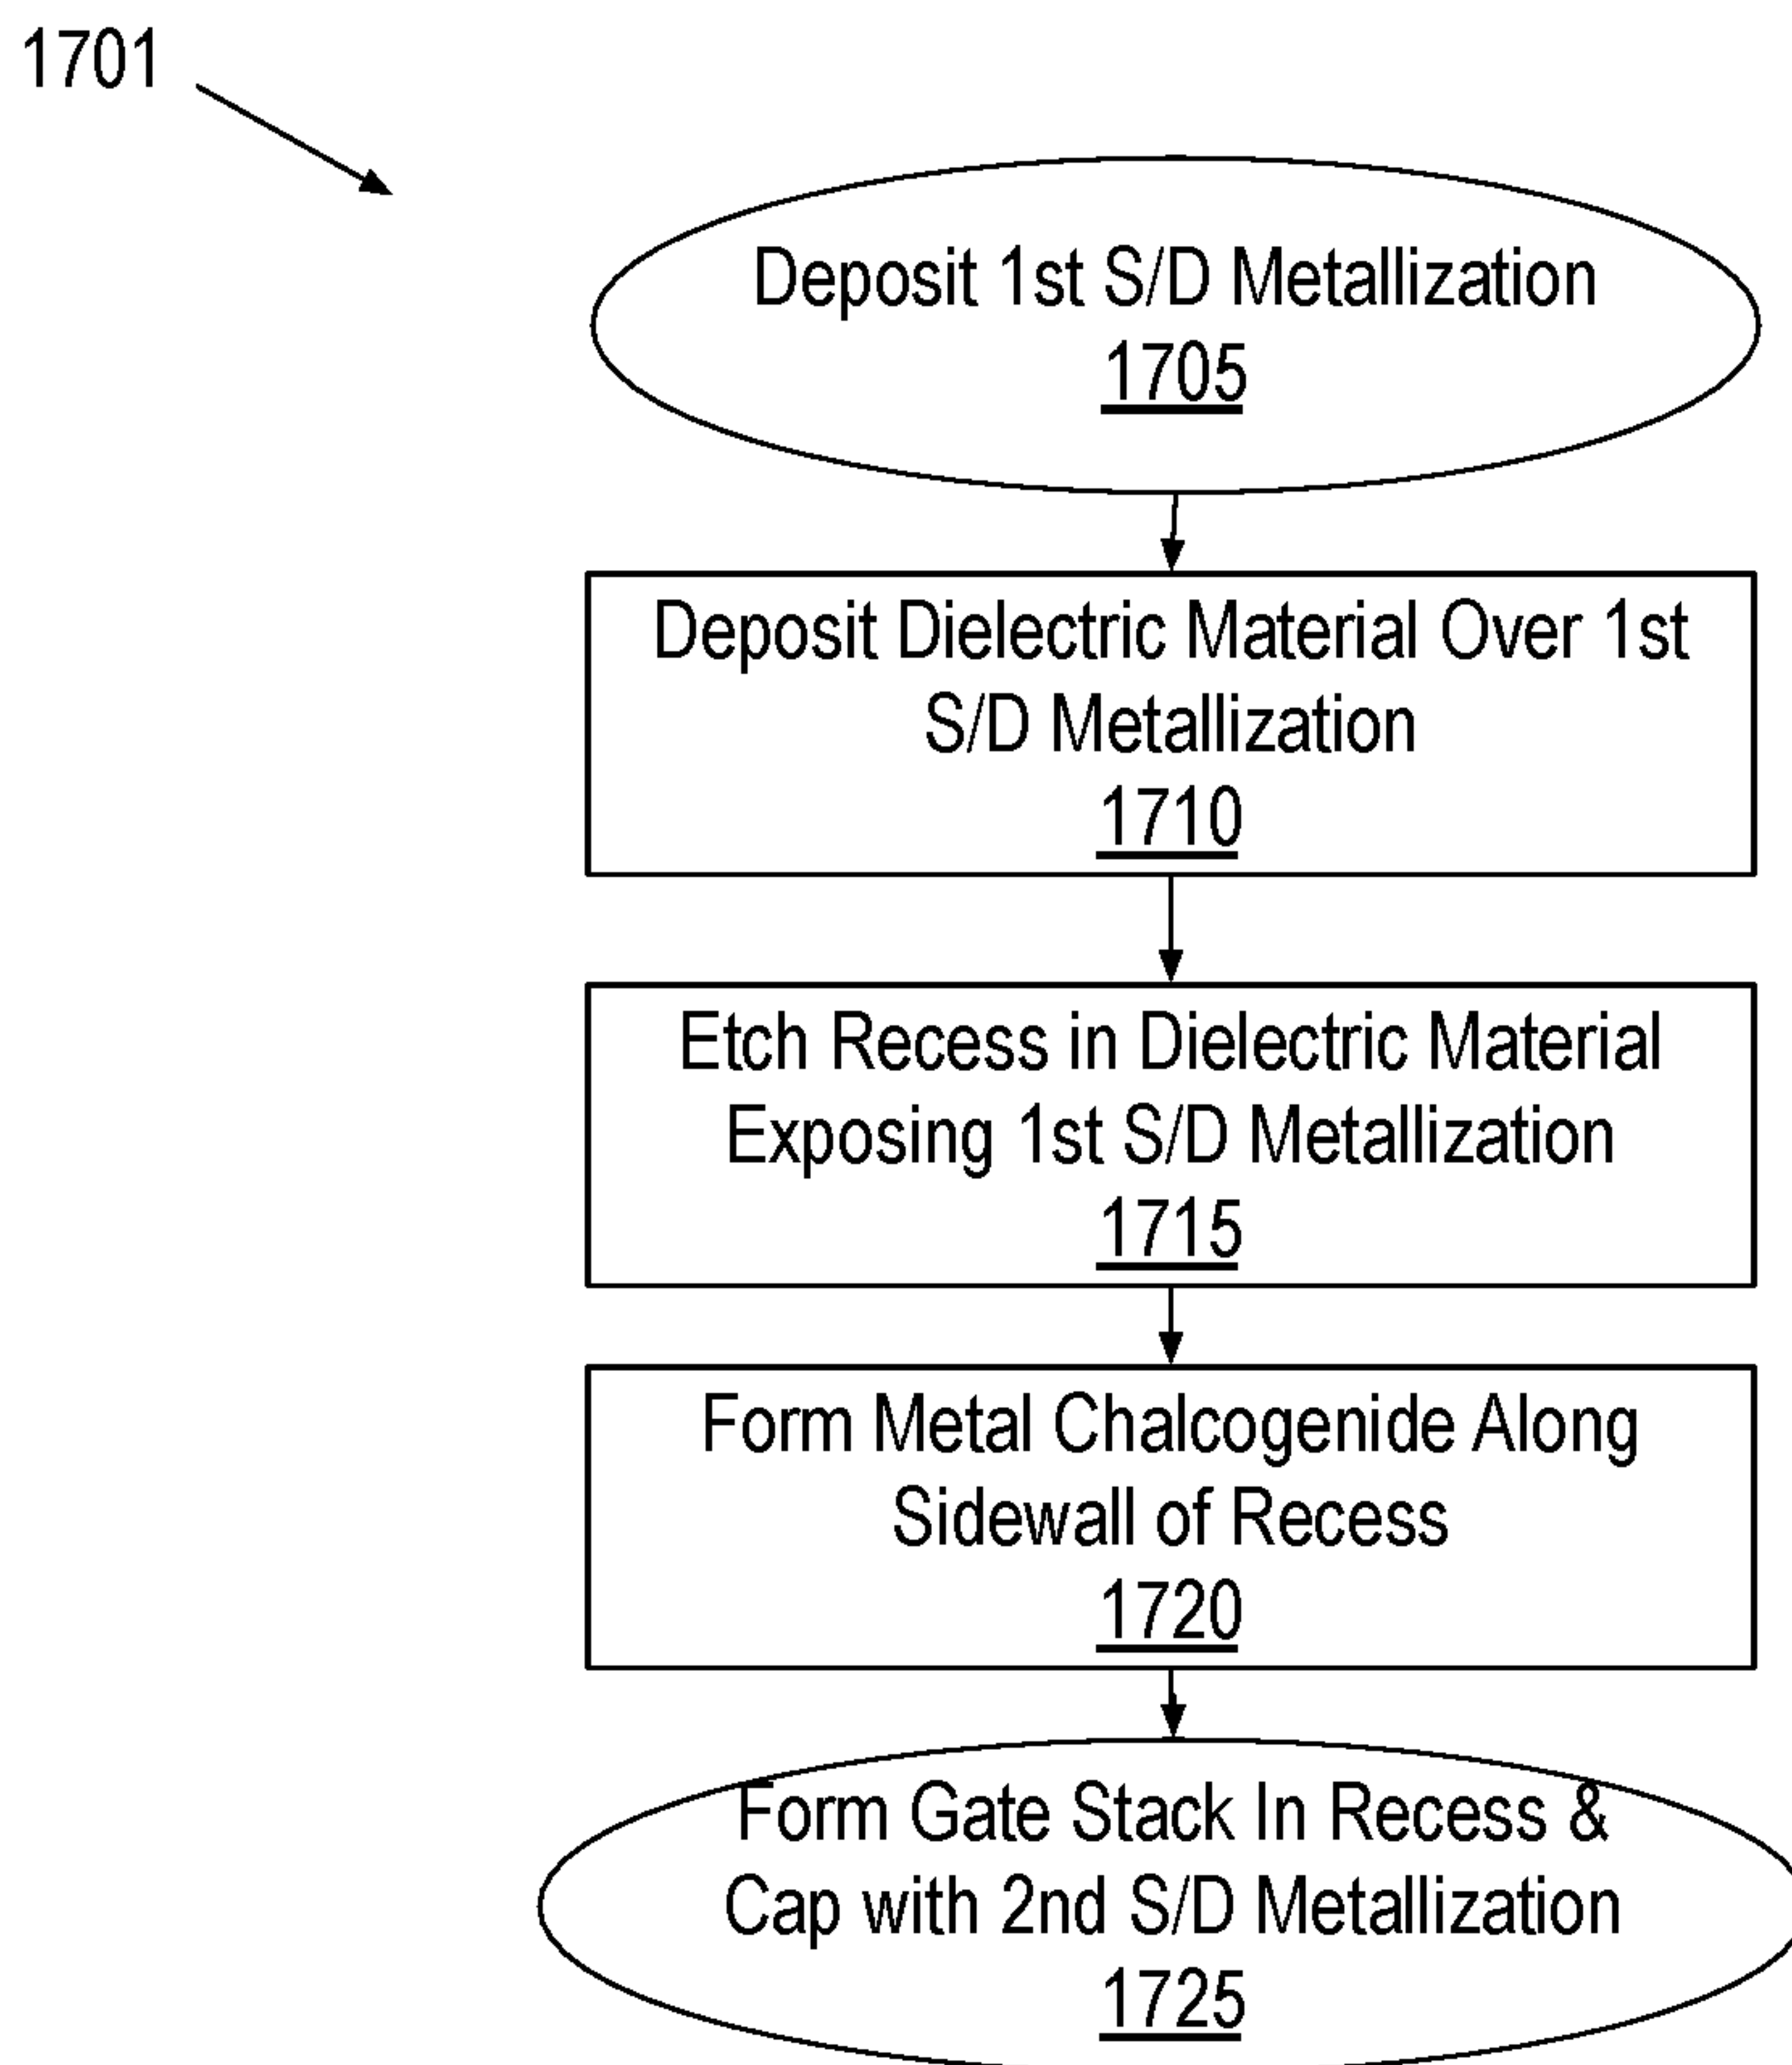 1701
Deposit 1st S/D Metallization
1705
Deposit Dielectric Material Over 1st
S/D Metallization
1710
Etch Recess in Dielectric Material
Exposing 1st S/D Metallization
1715
Form Metal Chalcogenide Along
Sidewall of Recess
1720
Form Gate Stack In Recess &
Cap with 2nd S/D Metallization
1725